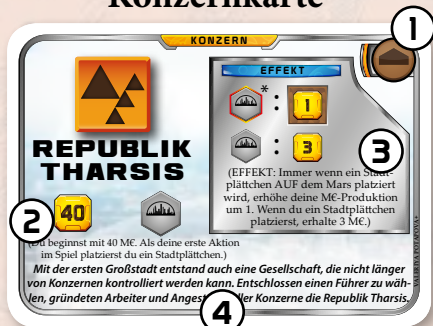 Konzernkarte
KONZERN
1
EFFEKT
* : 1
: 3
REPUBLIK
THARSIS
3
(EFFEKT: Immer wenn ein Stadt-
plättchen AUF dem Mars platziert
wird, erhöhe deine M€-Produktion
um 1. Wenn du ein Stadtplättchen
platzierst, erhalte 3 M€.)
2
40
(Du beginnst mit 40 M€. Als deine erste Aktion
im Spiel platzierst du ein Stadtplättchen.)
Mit der ersten Großstadt entstand auch eine Gesellschaft, die nicht länger
von Konzernen kontrolliert werden kann. Entschlossen einen Führer zu wäh-
len, gründeten Arbeiter und Angest ller Konzerne die Republik Tharsis.
4